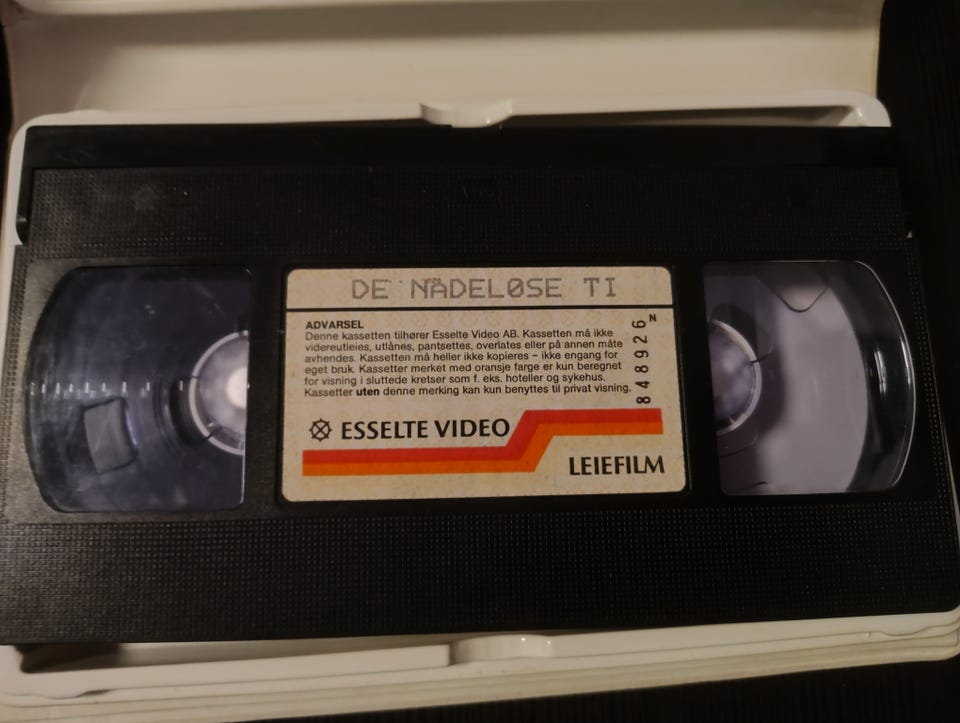 VHS
DE NÅDELØSE TI
ADVARSEL
Denne kassetten tilhører Esselte Video AB. Kassetten må ikke
videreutleies, utlånes, pantsettes, overlates eller på annen måte
avhendes. Kassetten må heller ikke kopieres – ikke engang for
eget bruk. Kassetter merket med oransje farge er kun beregnet
for visning i sluttede kretser som f. eks. hoteller og sykehus.
Kassetter uten denne merking kan kun benyttes til privat visning.
848926 N
ESSELTE VIDEO
LEIEFILM